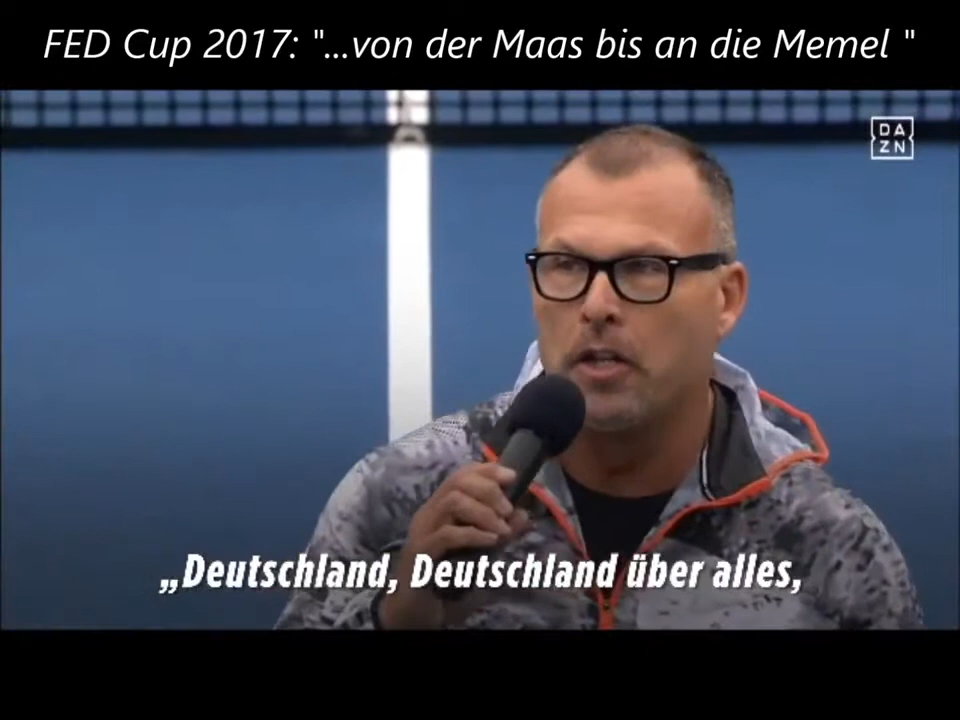 FED Cup 2017: "...von der Maas bis an die Memel "
DA
ZN
„Deutschland, Deutschland über alles,